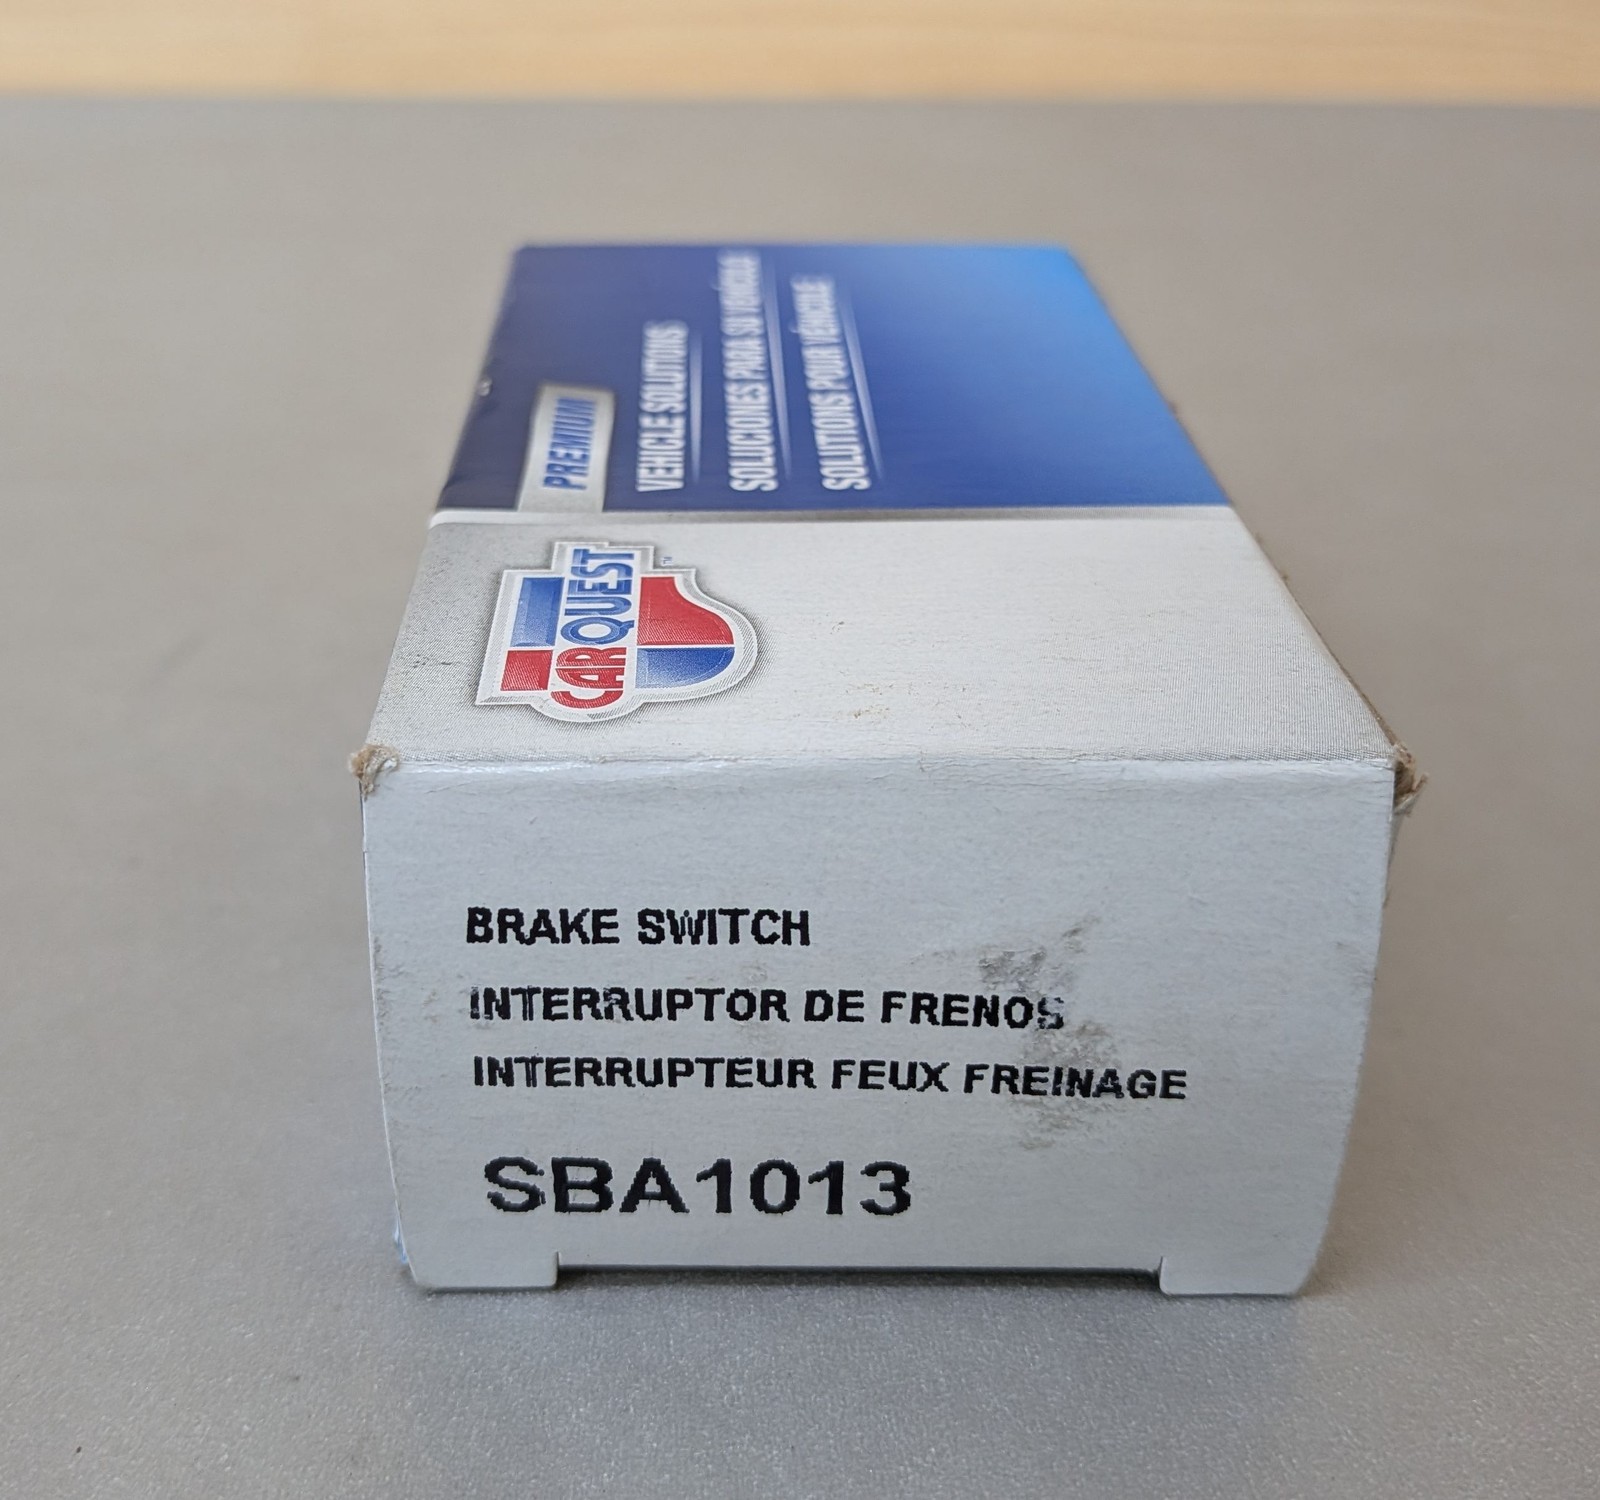 PREMIUM
VEHICLE SOLUTIONS
SOLUCIONES PARA SU VEHÍCULO
SOLUTIONS POUR VÉHICULE
CARQUEST
TM
BRAKE SWITCH
INTERRUPTOR DE FRENOS
INTERRUPTEUR FEUX FREINAGE
SBA1013